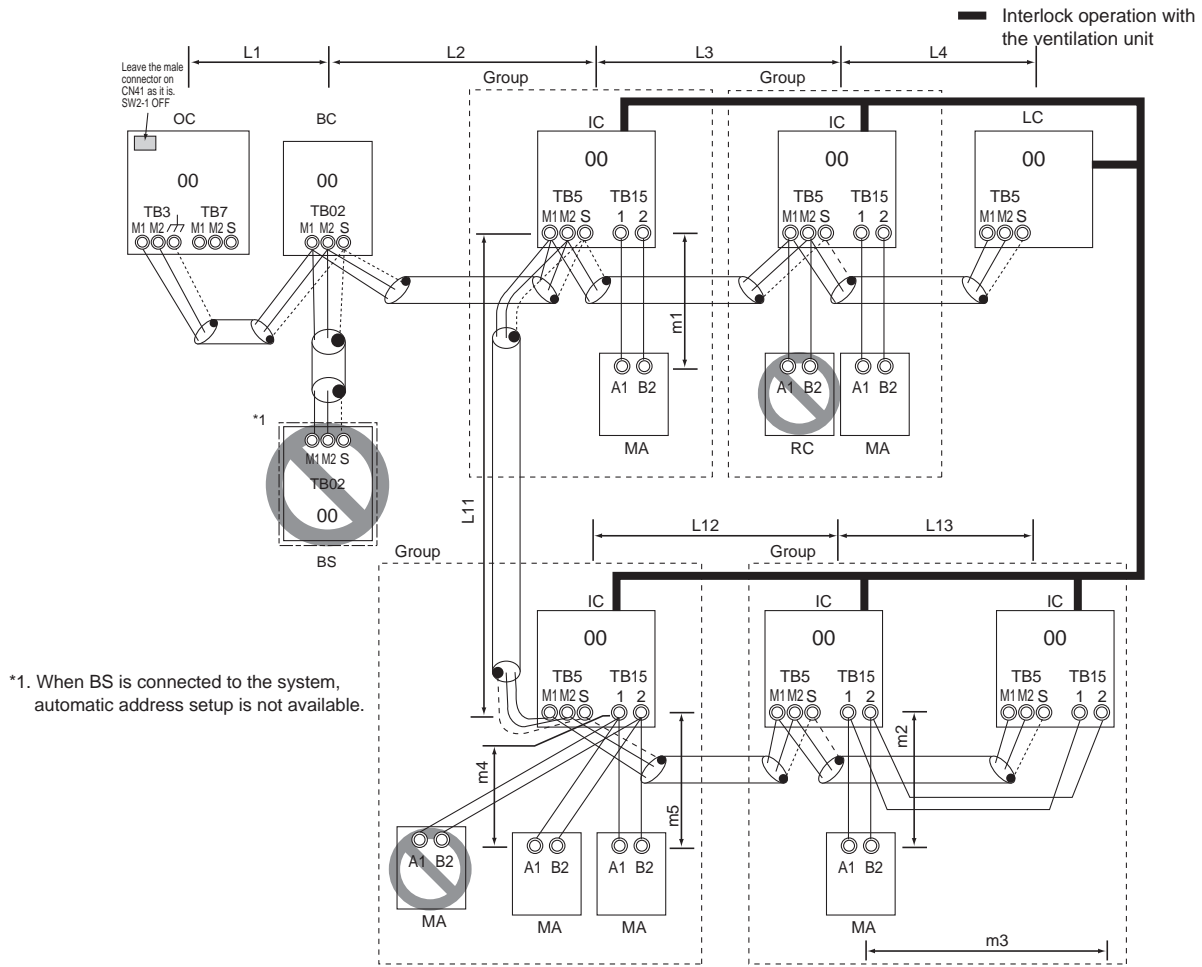 Interlock operation with
the ventilation unit
L1
L2
L3
L4
Leave the male
connector on
CN41 as it is.
SW2-1 OFF
Group
Group
OC
BC
IC
IC
LC
00
00
00
00
00
TB3
TB7
M1 M2
M1 M2 S
TB02
M1 M2 S
TB5
TB15
M1 M2 S
1 2
TB5
TB15
M1 M2 S
1 2
TB5
M1 M2 S
m1
A1 B2
MA
A1 B2
RC
A1 B2
MA
*1
M1 M2 S
TB02
00
BS
L11
L12
L13
Group
Group
IC
IC
IC
00
00
00
TB5
TB15
M1 M2 S
1 2
TB5
TB15
M1 M2 S
1 2
TB5
TB15
M1 M2 S
1 2
*1. When BS is connected to the system,
automatic address setup is not available.
m4
m5
m2
A1 B2
MA
A1 B2
MA
A1 B2
MA
A1 B2
MA
m3